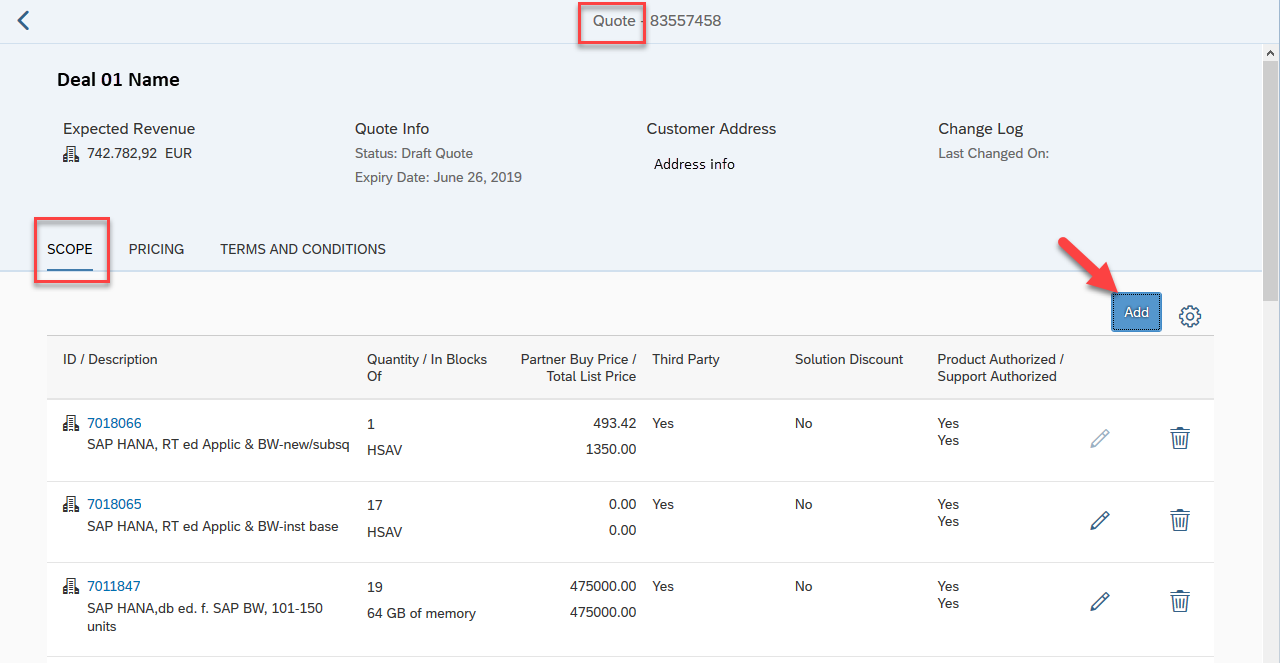 Quote - 83557458
Deal 01 Name
Expected Revenue
742.782,92 EUR
Quote Info
Status: Draft Quote
Expiry Date: June 26, 2019
Customer Address
Address info
Change Log
Last Changed On:
SCOPE
PRICING
TERMS AND CONDITIONS
Add
ID / Description
Quantity / In Blocks
Of
Partner Buy Price /
Total List Price
Third Party
Solution Discount
Product Authorized /
Support Authorized
7018066
SAP HANA, RT ed Applic & BW-new/subsq
1
HSAV
493.42
1350.00
Yes
No
Yes
Yes
7018065
SAP HANA, RT ed Applic & BW-inst base
17
HSAV
0.00
0.00
Yes
No
Yes
Yes
7011847
SAP HANA,db ed. f. SAP BW, 101-150
units
19
64 GB of memory
475000.00
475000.00
Yes
No
Yes
Yes